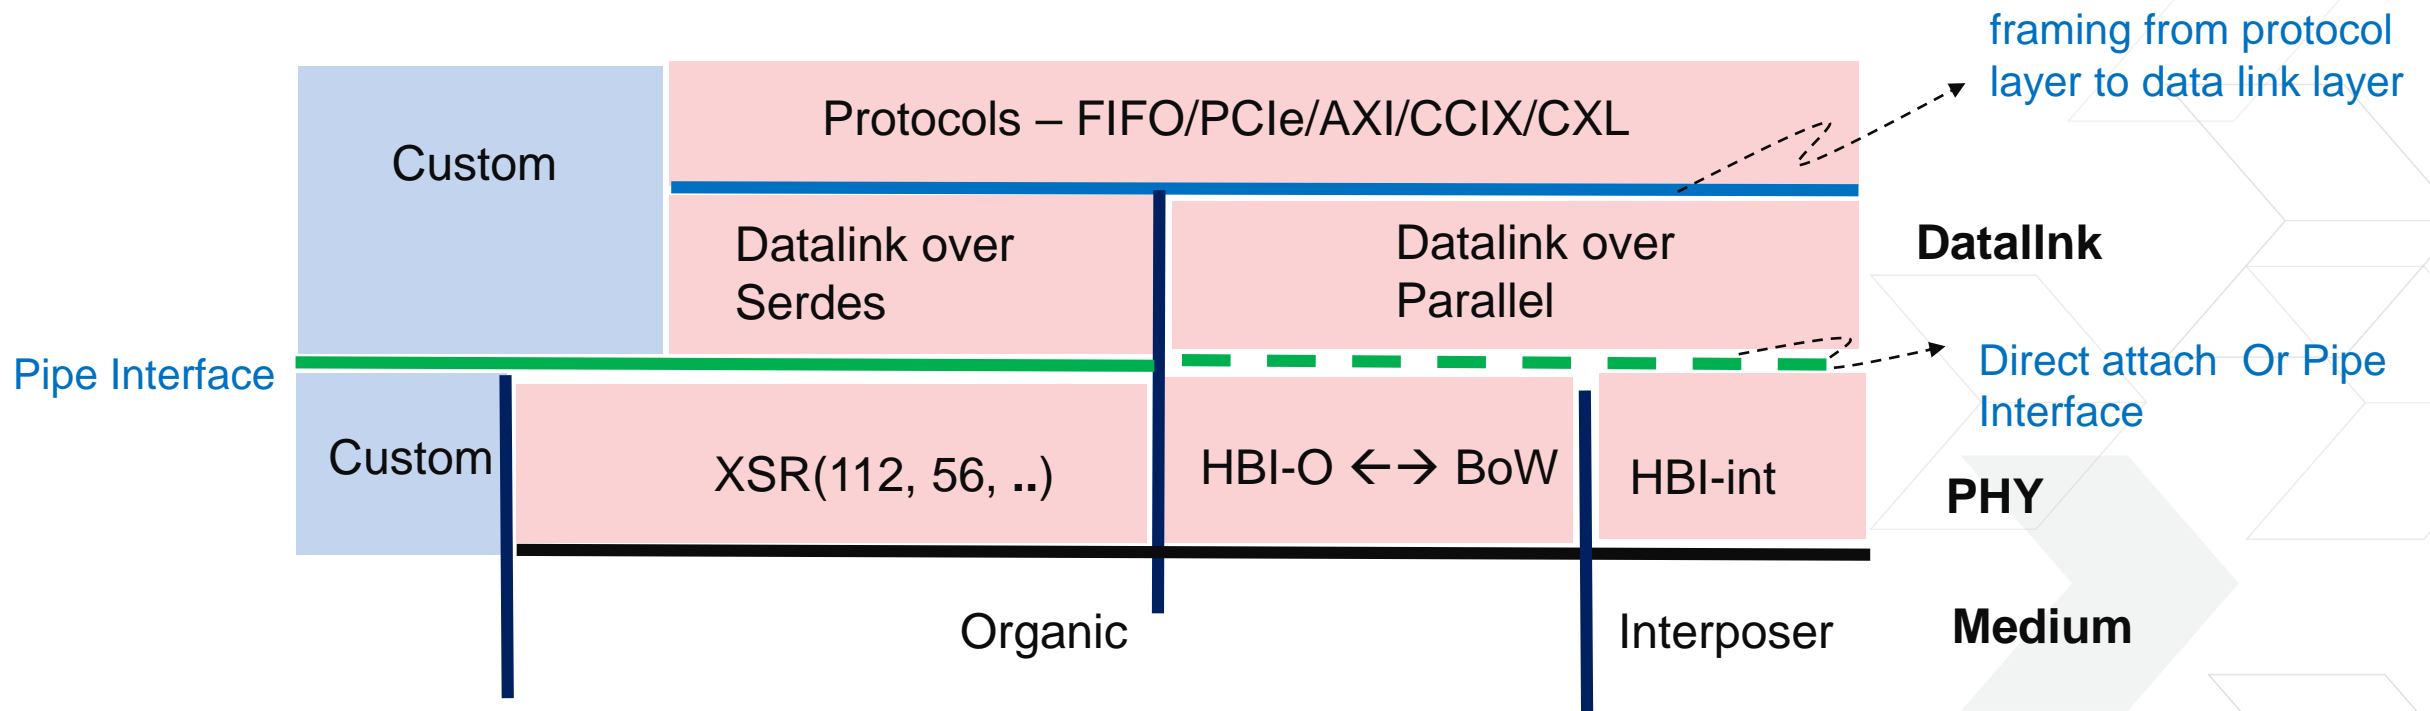 framing from protocol
layer to data link layer
Protocols – FIFO/PCIe/AXI/CCIX/CXL
Custom
Datalink over
Serdes
Datalink over
Parallel
DatalInk
Pipe Interface
Direct attach Or Pipe
Interface
Custom
XSR(112, 56, ..)
HBI-O ←→ BoW
HBI-int
PHY
Organic
Interposer
Medium